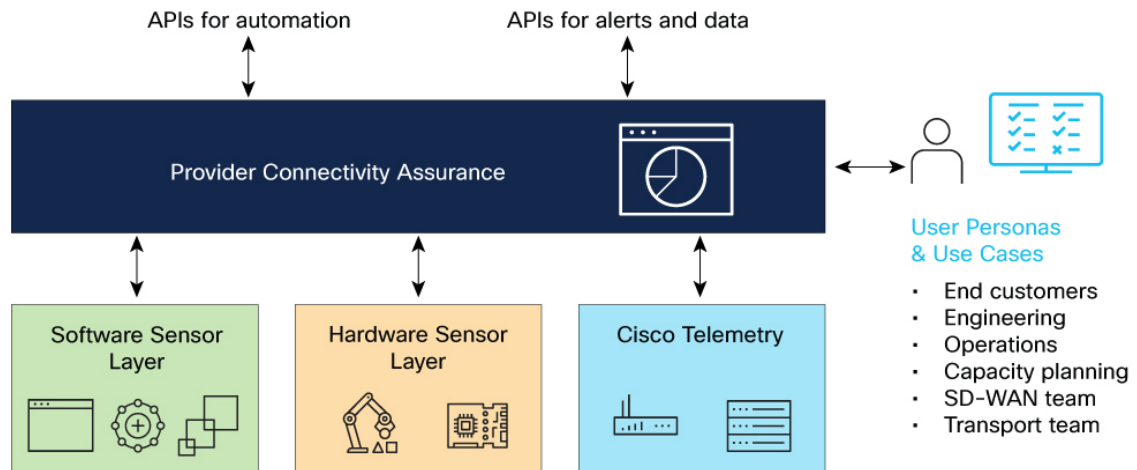 APIs for automation
APIs for alerts and data
Provider Connectivity Assurance
Software Sensor
Layer
Hardware Sensor
Layer
Cisco Telemetry
User Personas
& Use Cases
· End customers
· Engineering
· Operations
· Capacity planning
· SD-WAN team
· Transport team